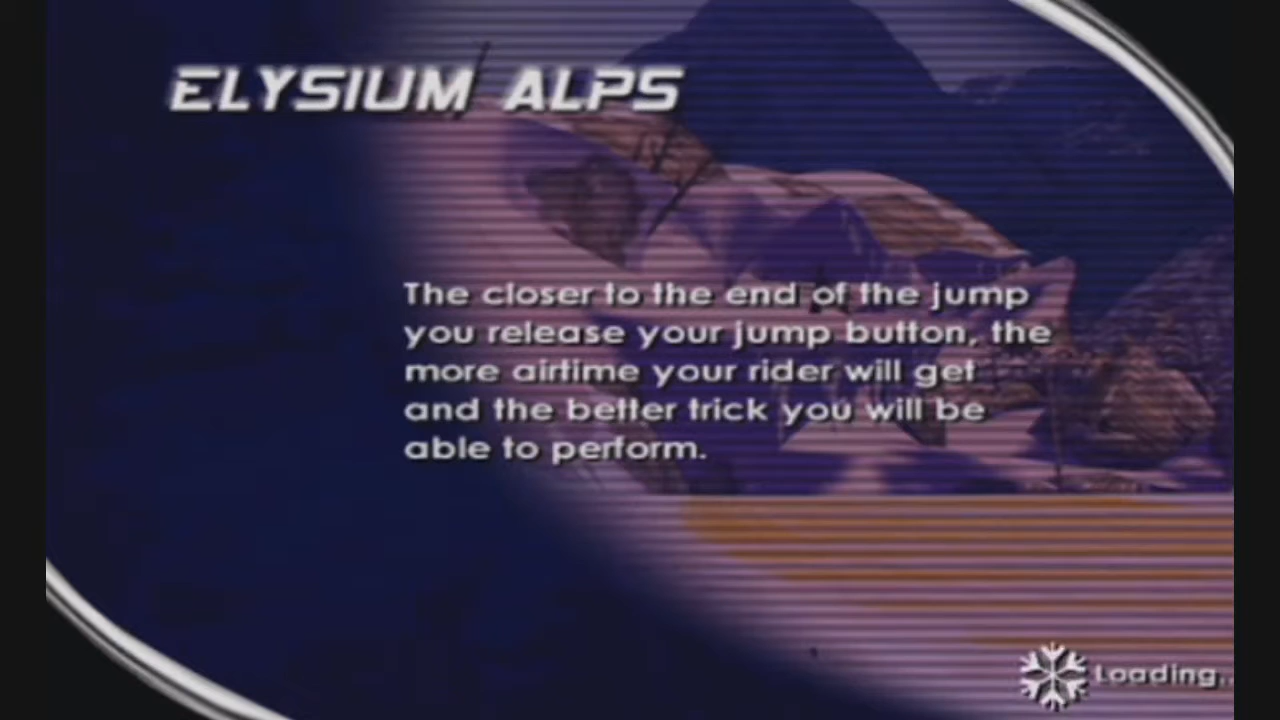 ELYSIUM ALPS
The closer to the end of the jump
you release your jump button, the
more airtime your rider will get
and the better trick you will be
able to perform.
Loading..